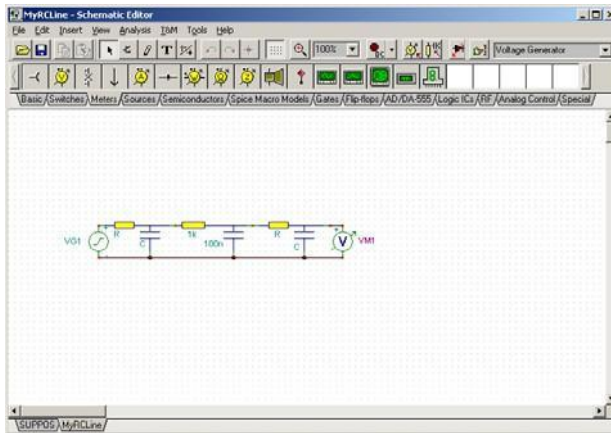 MyRCLine - Schematic Editor
File Edit Insert View Analysis T&M Tools Help
100% Voltage Generator
Basic Switches Meters Sources Semiconductors Spice Macro Models Gates Flip-flops AD/DA-555 Logic ICs RF Analog Control Special
VG1 R C 1k 100n R C V VM1
SUPPOS MyRCLine